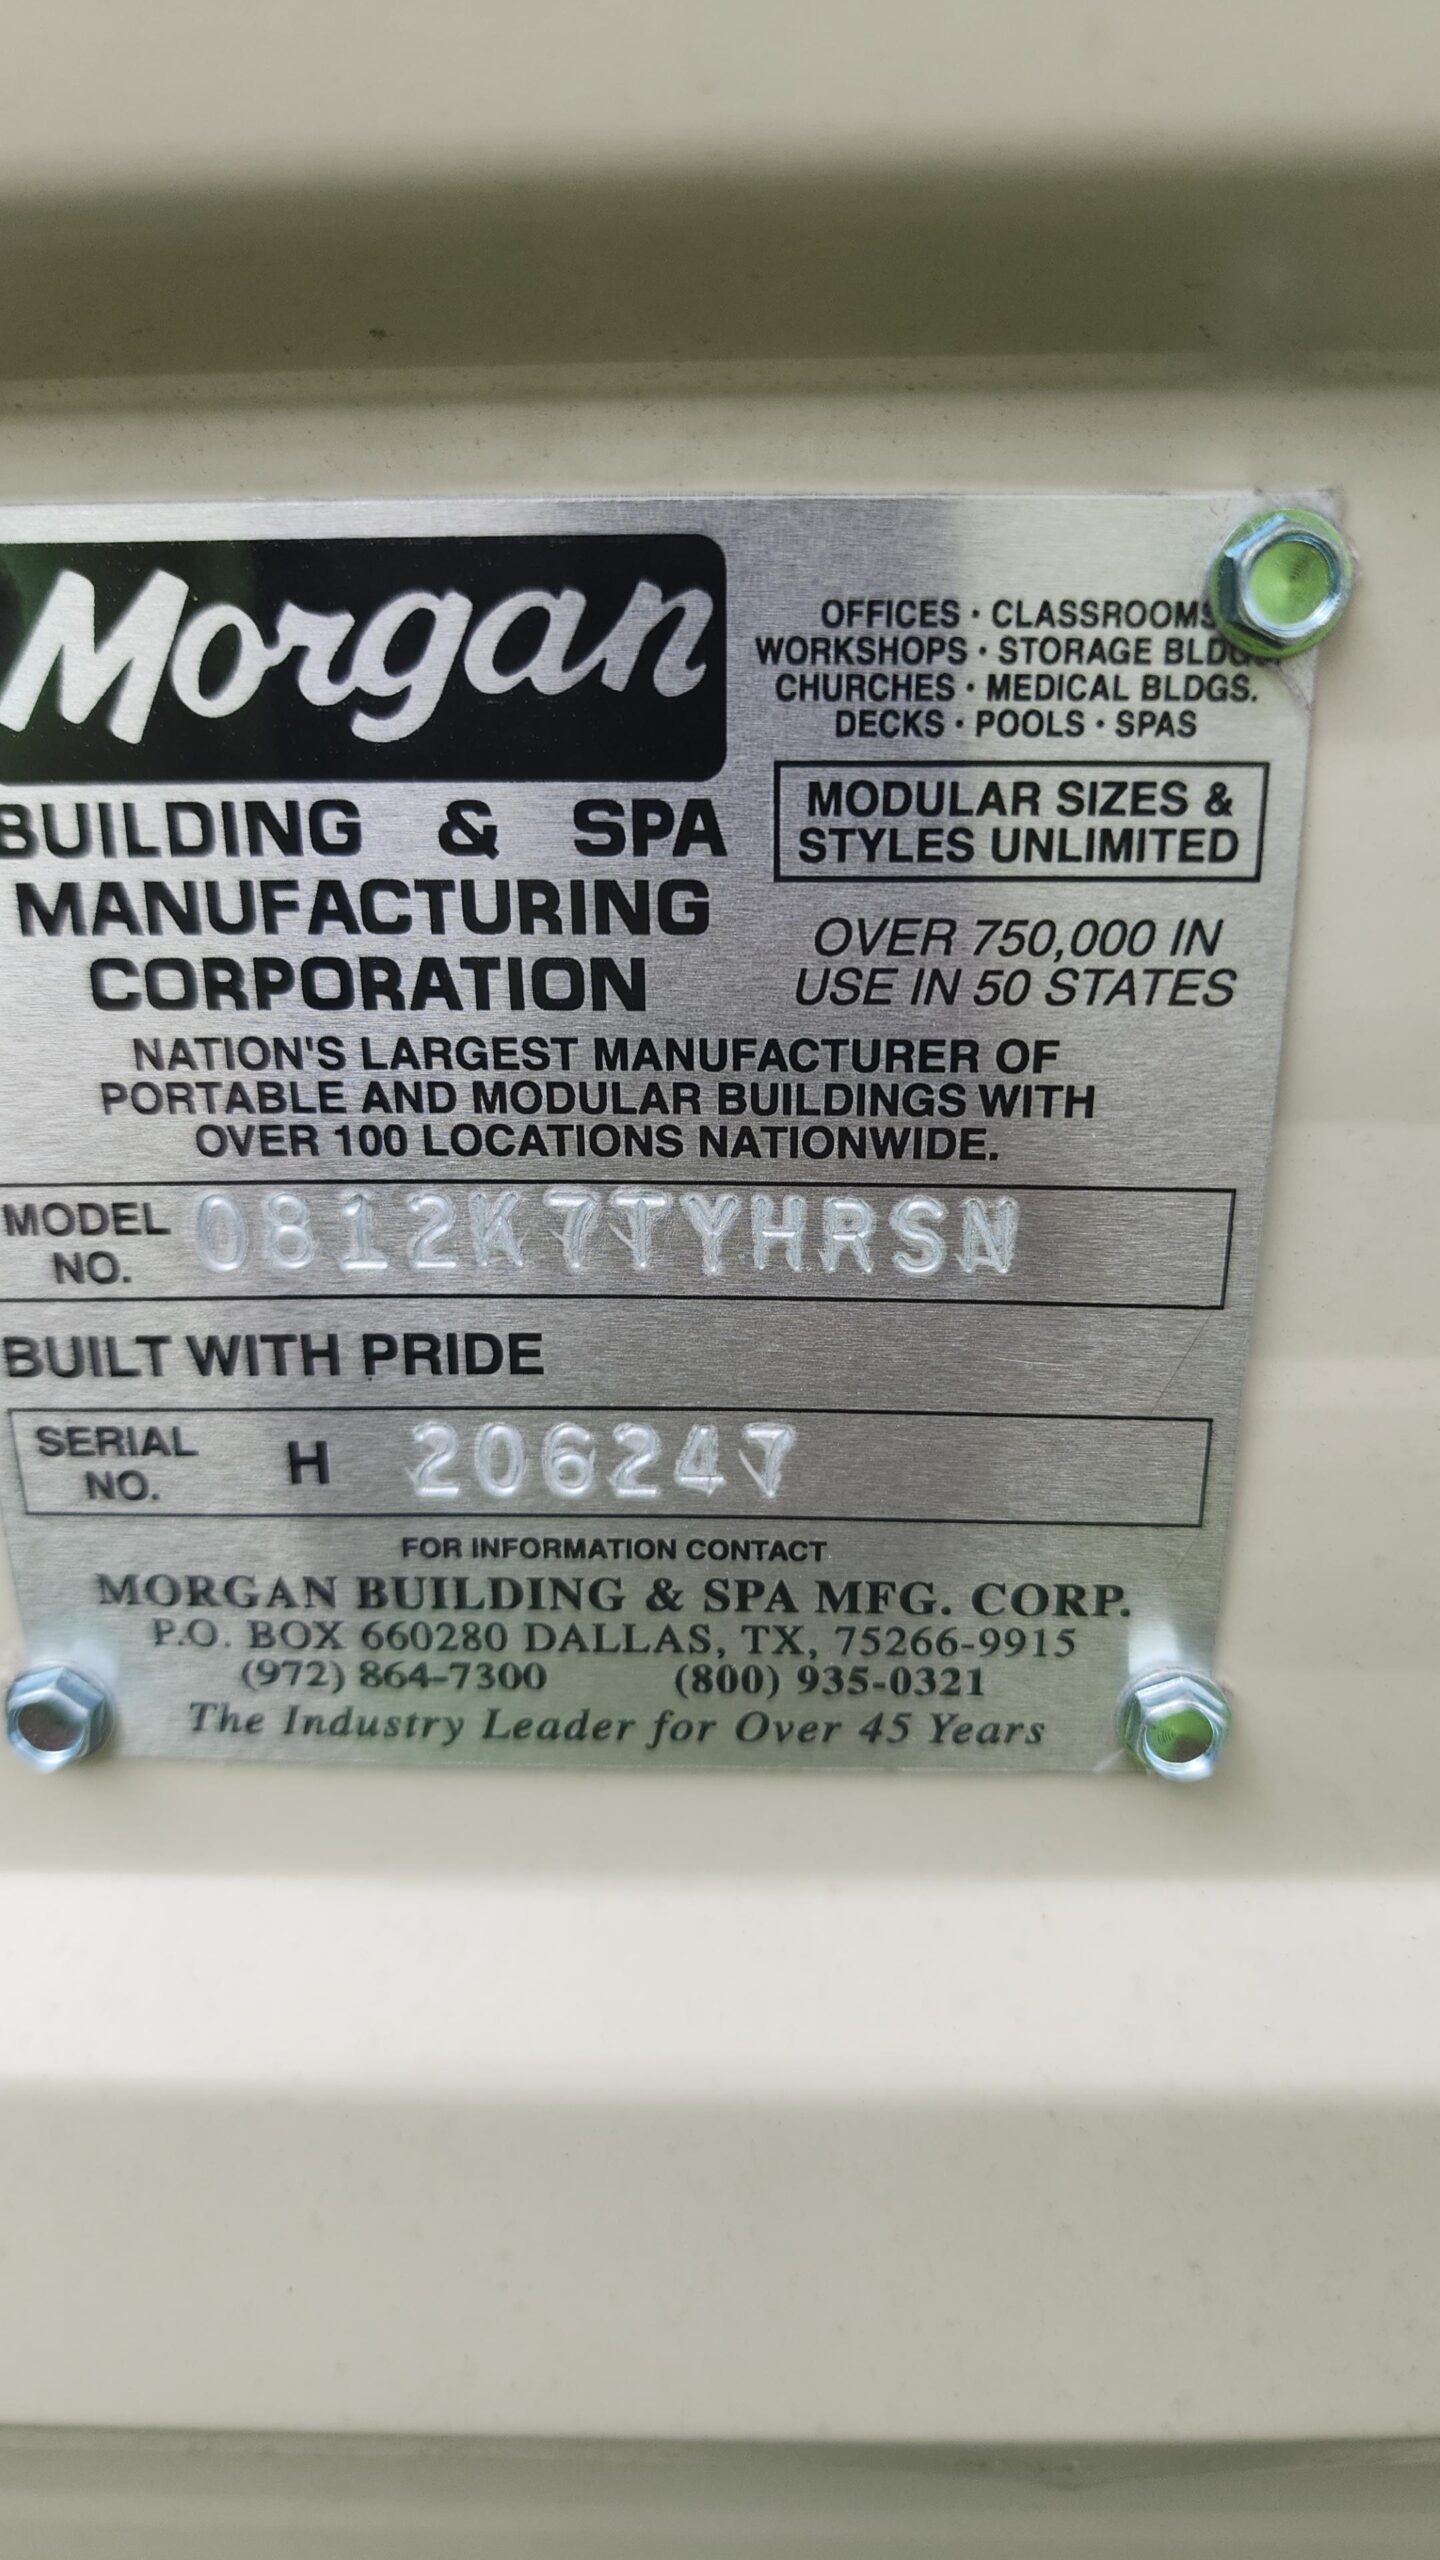 Morgan
BUILDING & SPA
MANUFACTURING
CORPORATION
OFFICES · CLASSROOMS
WORKSHOPS · STORAGE BLDG
CHURCHES · MEDICAL BLDGS.
DECKS · POOLS · SPAS
MODULAR SIZES &
STYLES UNLIMITED
OVER 750,000 IN
USE IN 50 STATES
NATION'S LARGEST MANUFACTURER OF
PORTABLE AND MODULAR BUILDINGS WITH
OVER 100 LOCATIONS NATIONWIDE.
MODEL NO. 0812K7TYHRSN
BUILT WITH PRIDE
SERIAL NO. H 206247
FOR INFORMATION CONTACT
MORGAN BUILDING & SPA MFG. CORP.
P.O. BOX 660280 DALLAS, TX, 75266-9915
(972) 864-7300 (800) 935-0321
The Industry Leader for Over 45 Years